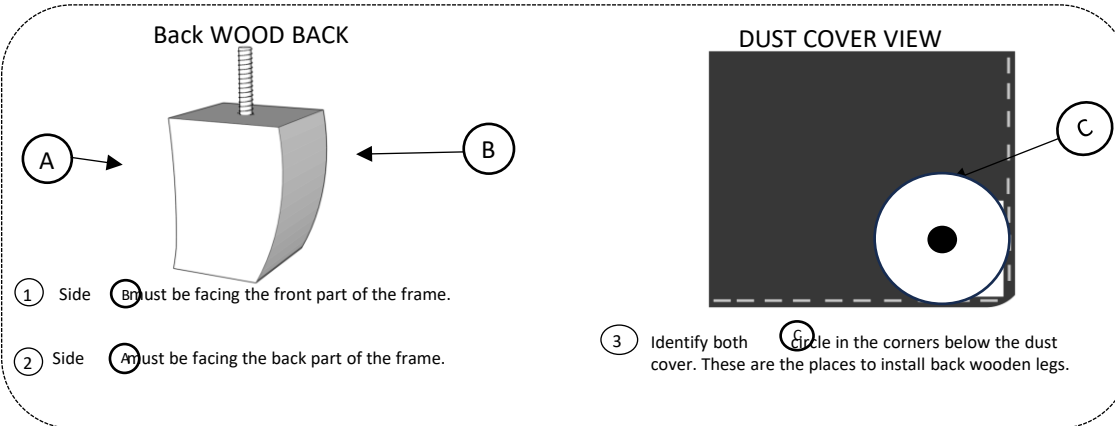 Back WOOD BACK
A
B
1 Side B must be facing the front part of the frame.
2 Side A must be facing the back part of the frame.
DUST COVER VIEW
C
3 Identify both C circle in the corners below the dust
cover. These are the places to install back wooden legs.